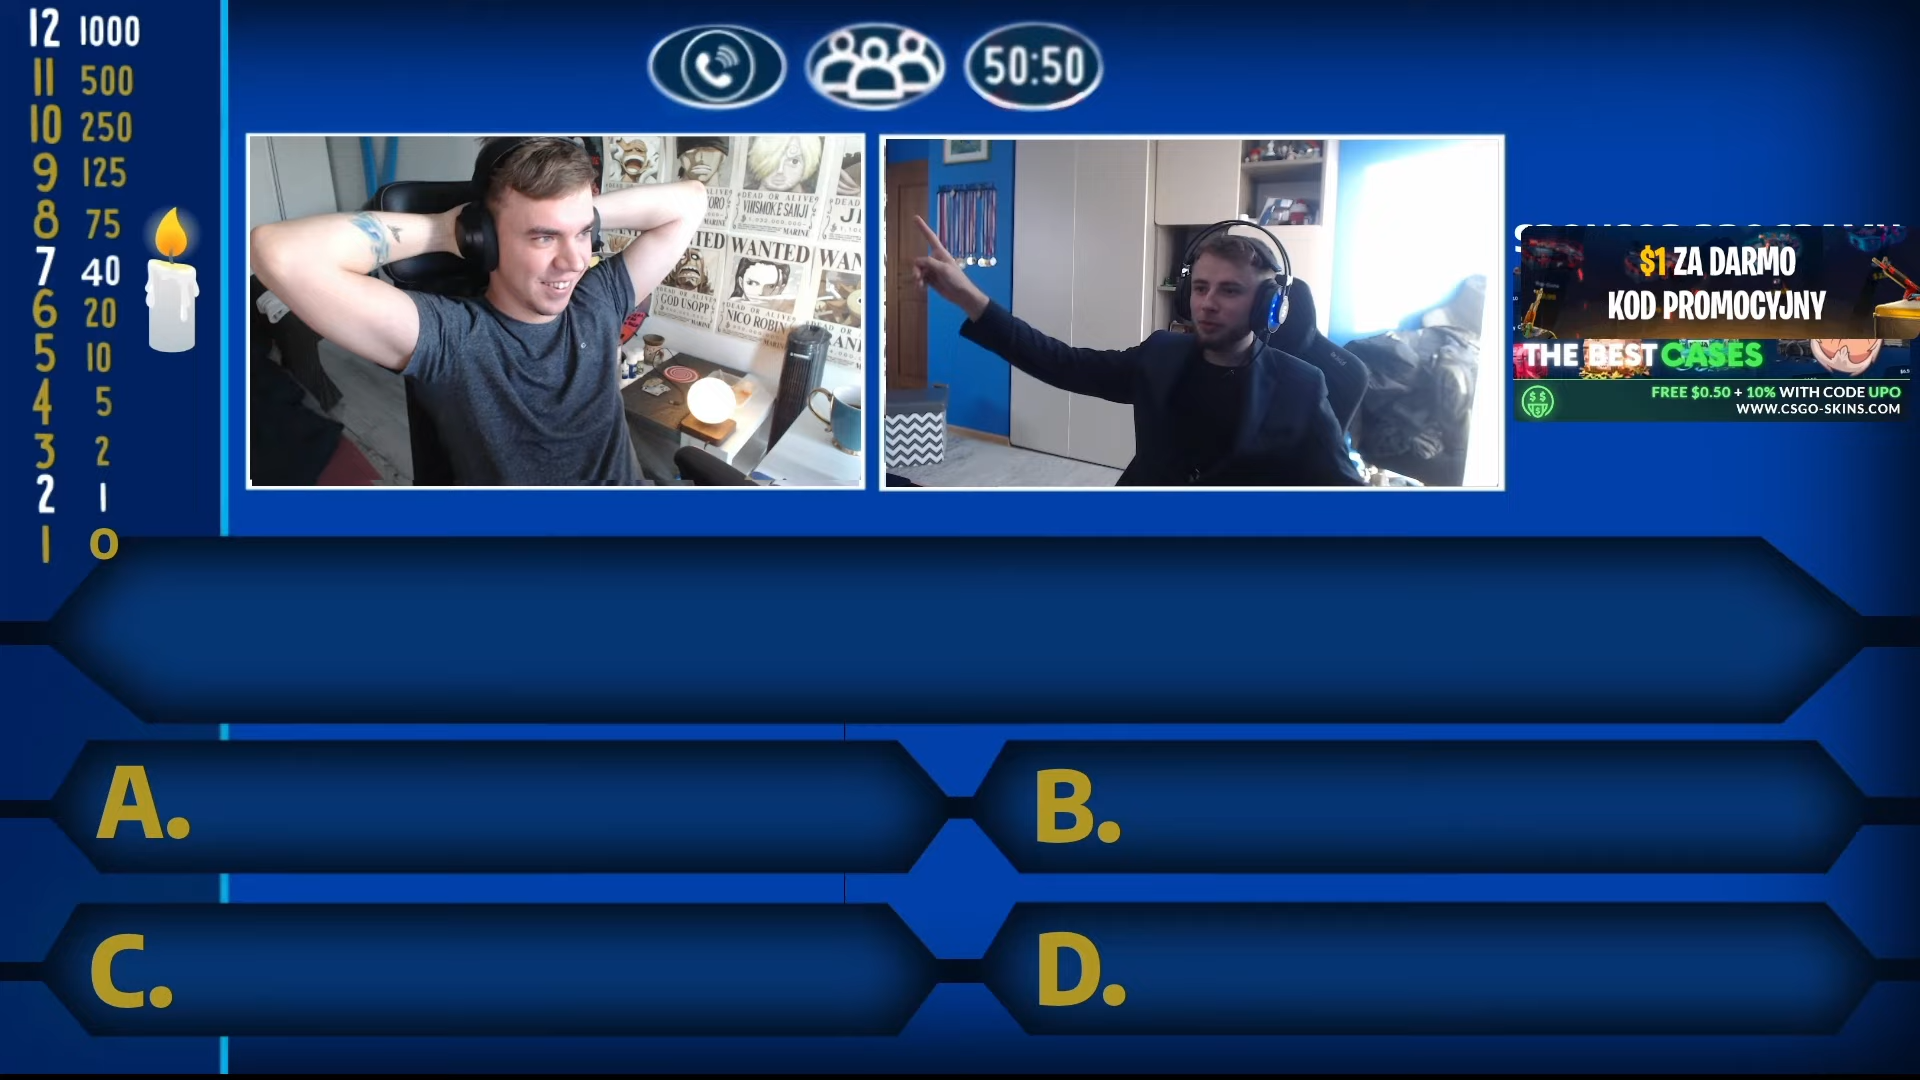 12 1000
11 500
10 250
9 125
8 75
7 40
6 20
5 10
4 5
3 2
2 1
1 0
50:50
DEAD OR ALIVE
VINSMOKE SANJI
MARINE
WANTED
GOD USOPP
NICO ROBIN
MARINE
$1 ZA DARMO
KOD PROMOCYJNY
THE BEST CASES
FREE $0.50 + 10% WITH CODE UPO
WWW.CSGO-SKINS.COM
A.
B.
C.
D.